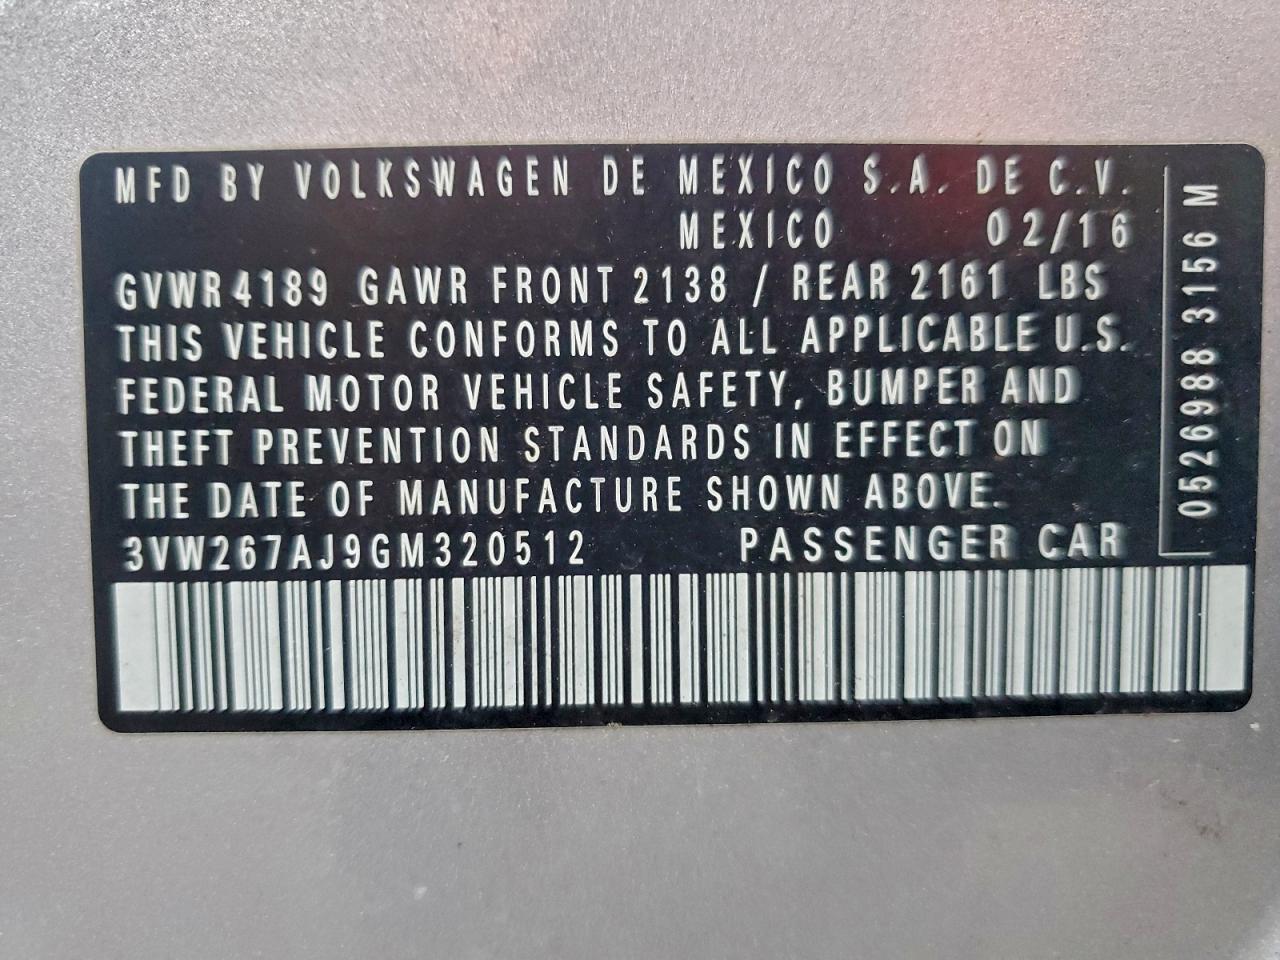 MFD BY VOLKSWAGEN DE MEXICO S.A. DE C.V.
MEXICO 02/16
GVWR 4189 GAWR FRONT 2138 / REAR 2161 LBS
THIS VEHICLE CONFORMS TO ALL APPLICABLE U.S.
FEDERAL MOTOR VEHICLE SAFETY, BUMPER AND
THEFT PREVENTION STANDARDS IN EFFECT ON
THE DATE OF MANUFACTURE SHOWN ABOVE.
3VW267AJ9GM320512 PASSENGER CAR
0526988 3156 M